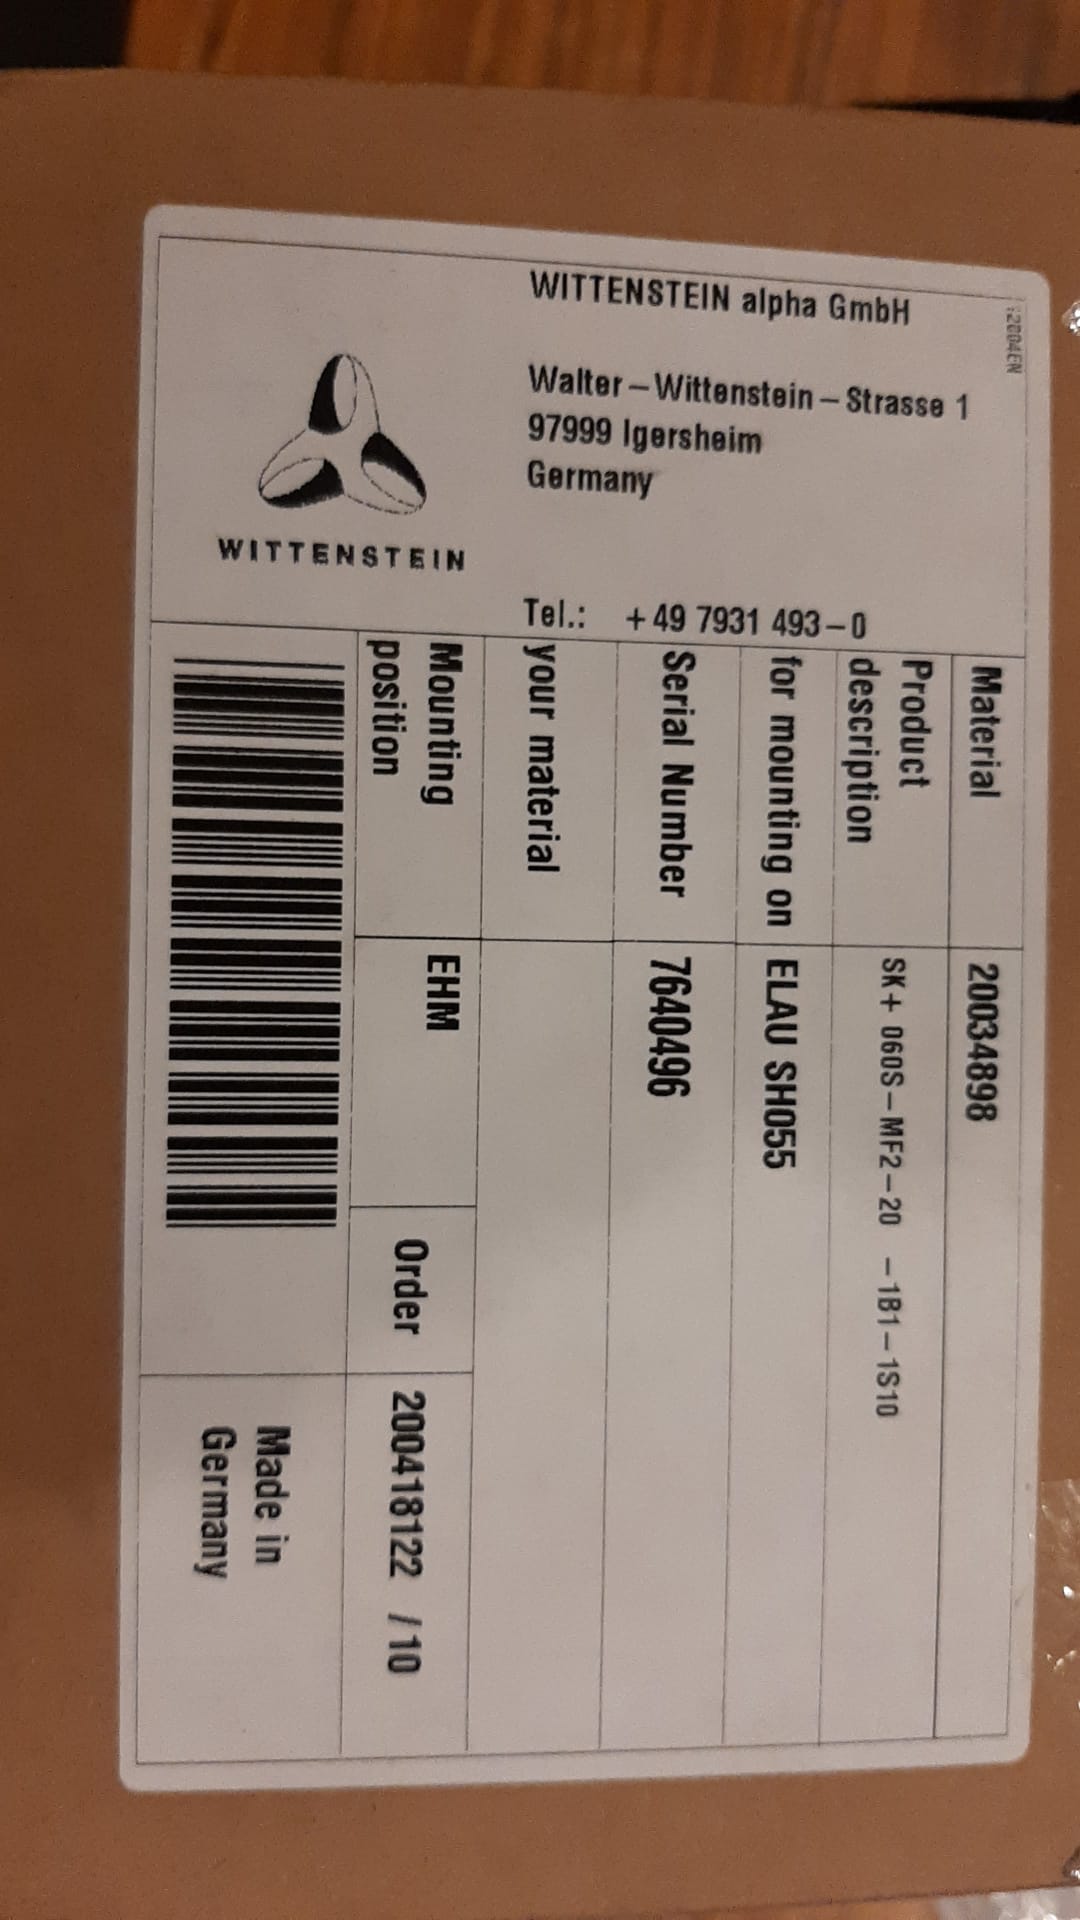 WITTENSTEIN alpha GmbH
Walter-Wittenstein-Strasse 1
97999 Igersheim
Germany
Tel.: +49 7931 493-0
WITTENSTEIN
Material 20034898
Product
description SK+ 060S-MF2-20 -1B1-1S10
for mounting on ELAU SH055
Serial Number 7640496
your material
Mounting
position EHM Order 200418122 /10
Made in
Germany